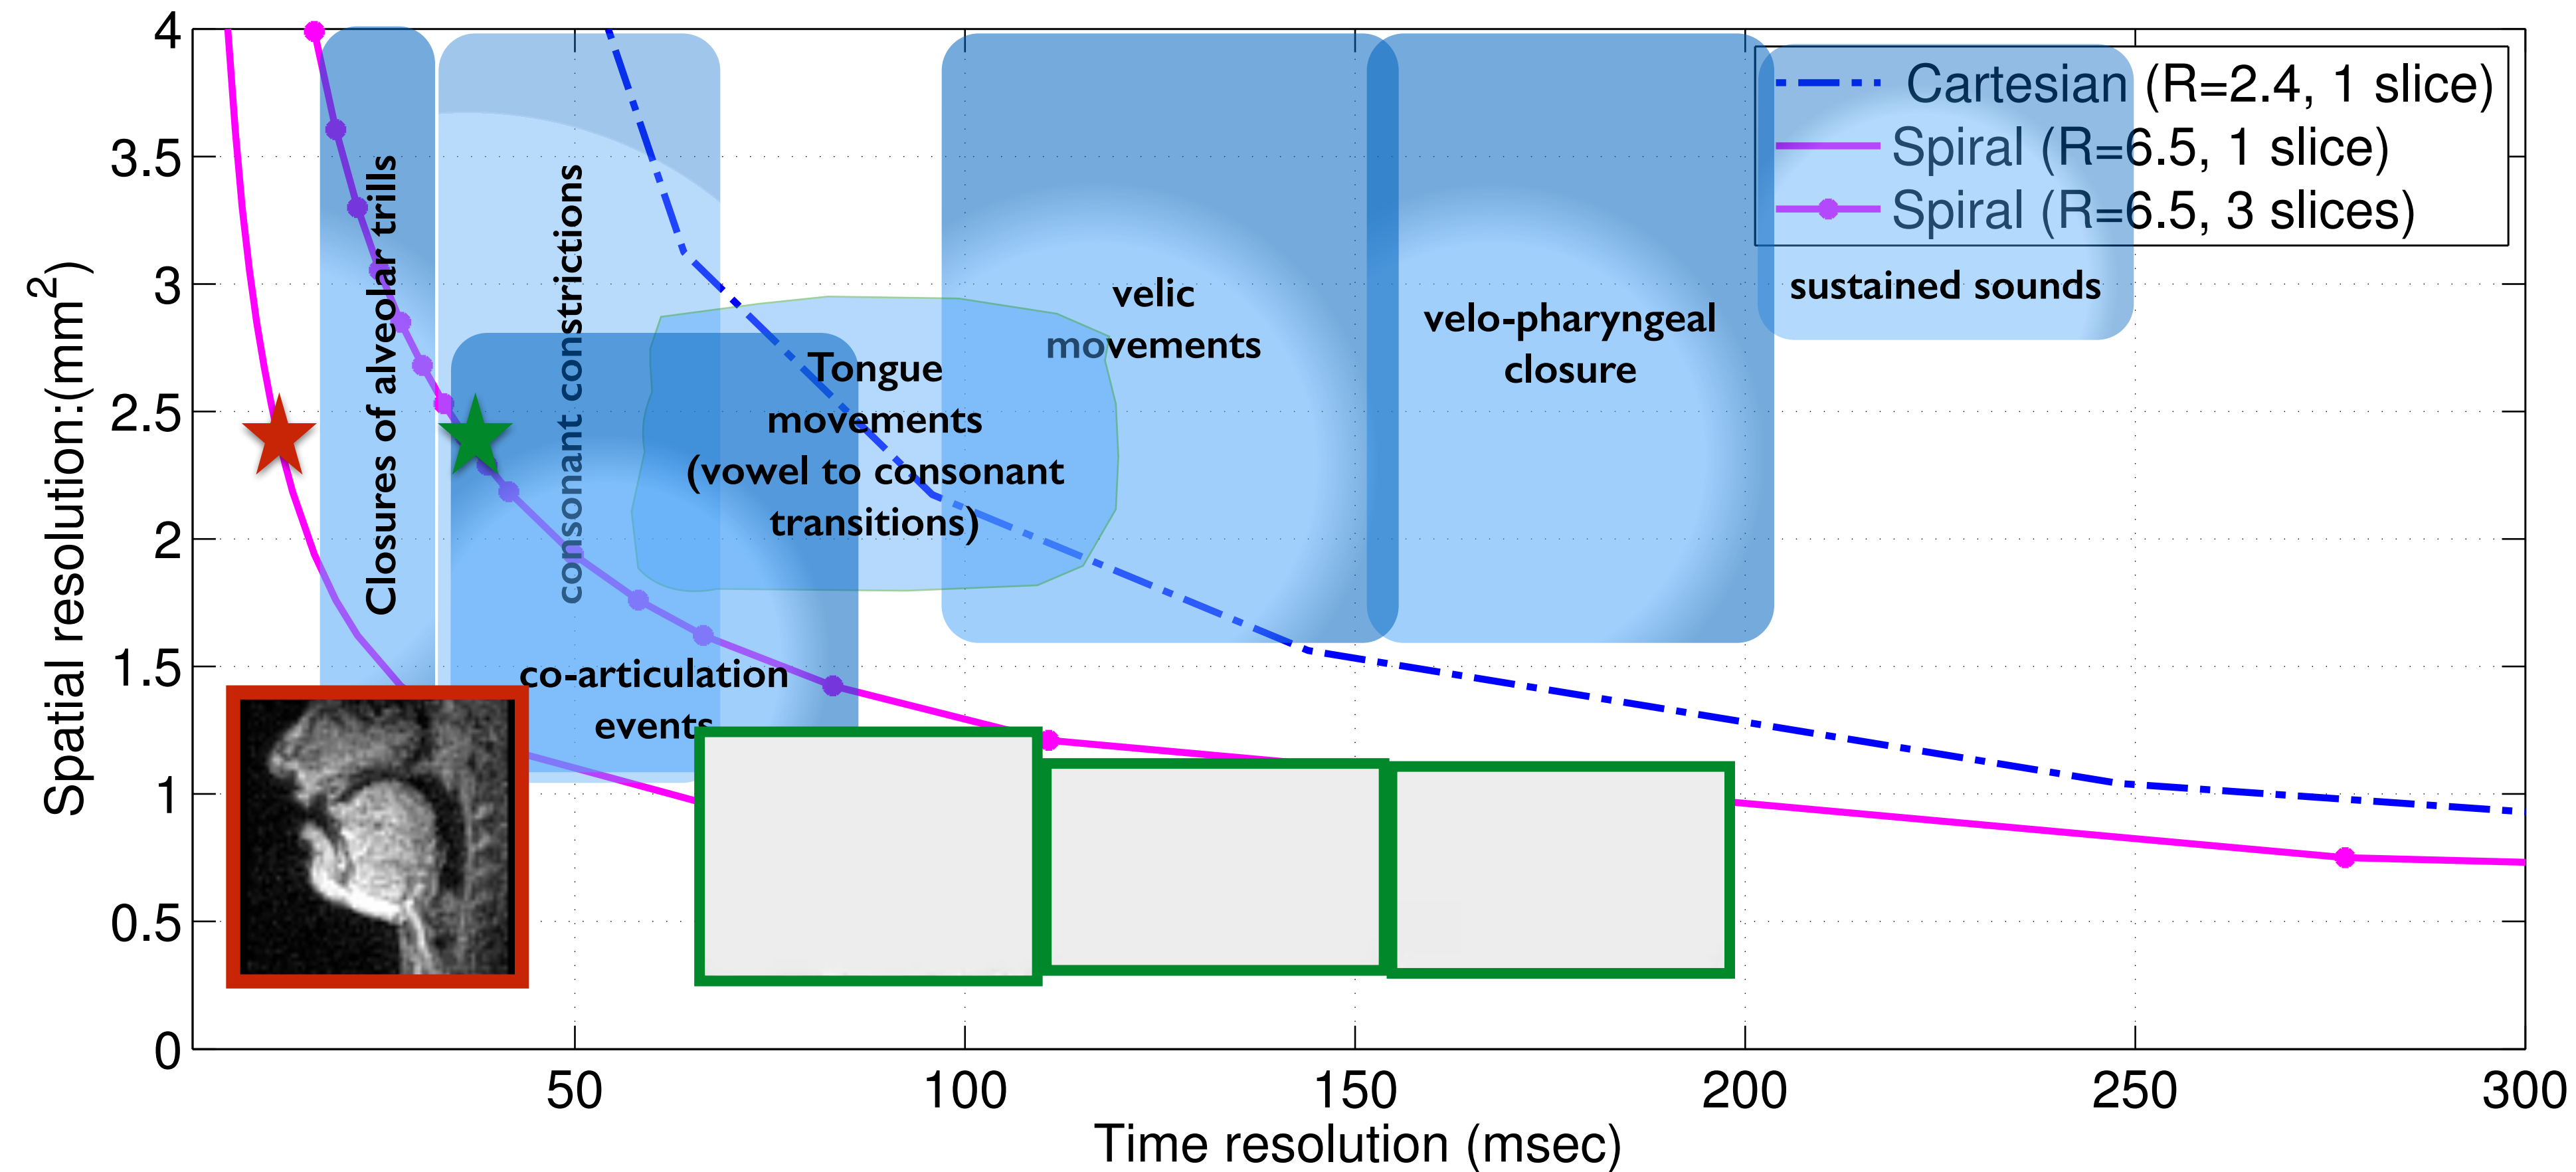 4
3.5
3
2.5
2
1.5
1
0.5
0
Spatial resolution:(mm2)
Closures of alveolar trills
consonant constrictions
co-articulation
events
Tongue
movements
(vowel to consonant
transitions)
velic
movements
velo-pharyngeal
closure
Cartesian (R=2.4, 1 slice)
Spiral (R=6.5, 1 slice)
Spiral (R=6.5, 3 slices)
sustained sounds
50 100 150 200 250 300
Time resolution (msec)